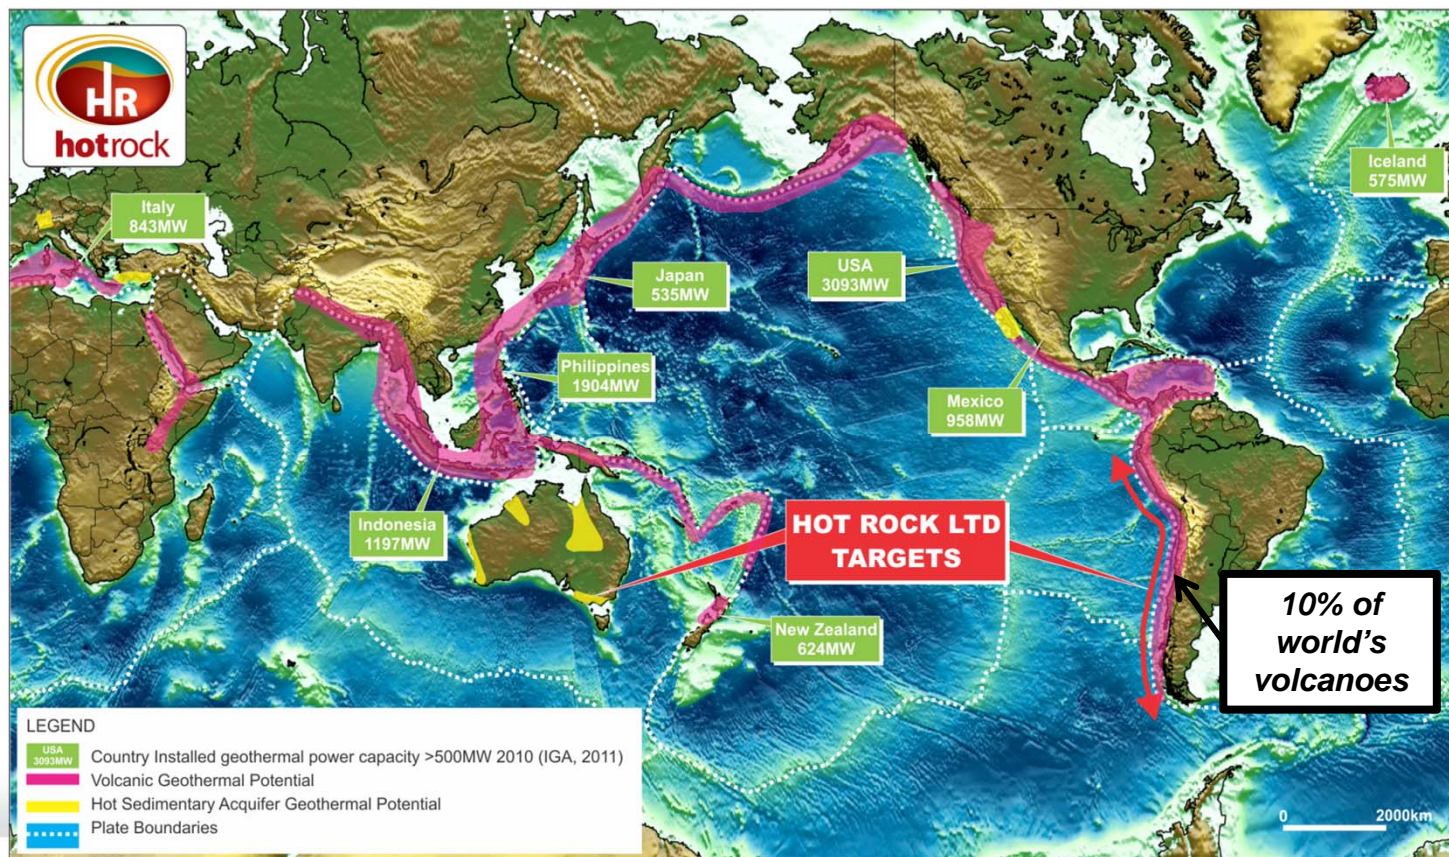 HR
hotrock
Iceland
575MW
Italy
843MW
Japan
535MW
USA
3093MW
Philippines
1904MW
Mexico
958MW
Indonesia
1197MW
HOT ROCK LTD
TARGETS
10% of
world's
volcanoes
New Zealand
624MW
LEGEND
USA
3093MW
Country Installed geothermal power capacity >500MW 2010 (IGA, 2011)
Volcanic Geothermal Potential
Hot Sedimentary Acquifer Geothermal Potential
Plate Boundaries
0 2000km